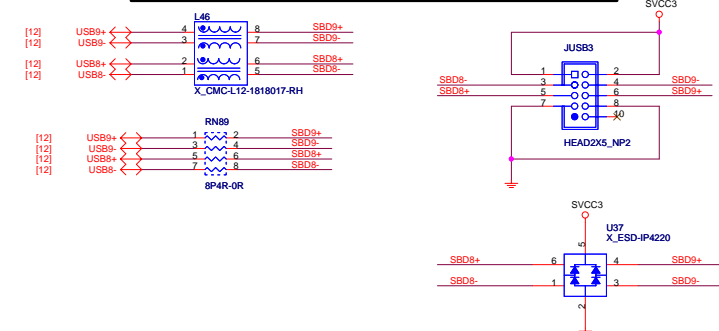 L46
[12] USB9+ 4 8 SBD9+
[12] USB9- 3 7 SBD9-
[12] USB8+ 2 6 SBD8+
[12] USB8- 1 5 SBD8-
X_CMC-L12-1818017-RH
RN89
[12] USB9+ 1 2 SBD9+
[12] USB9- 3 4 SBD9-
[12] USB8+ 5 6 SBD8+
[12] USB8- 7 8 SBD8-
8P4R-0R
SVCC3
JUSB3
1 2
SBD8- 3 4 SBD9-
SBD8+ 5 6 SBD9+
7 8
10
HEAD2X5_NP2
SVCC3
U37
X_ESD-IP4220
5
SBD8+ 6 4 SBD9+
SBD8- 1 3 SBD9-
2